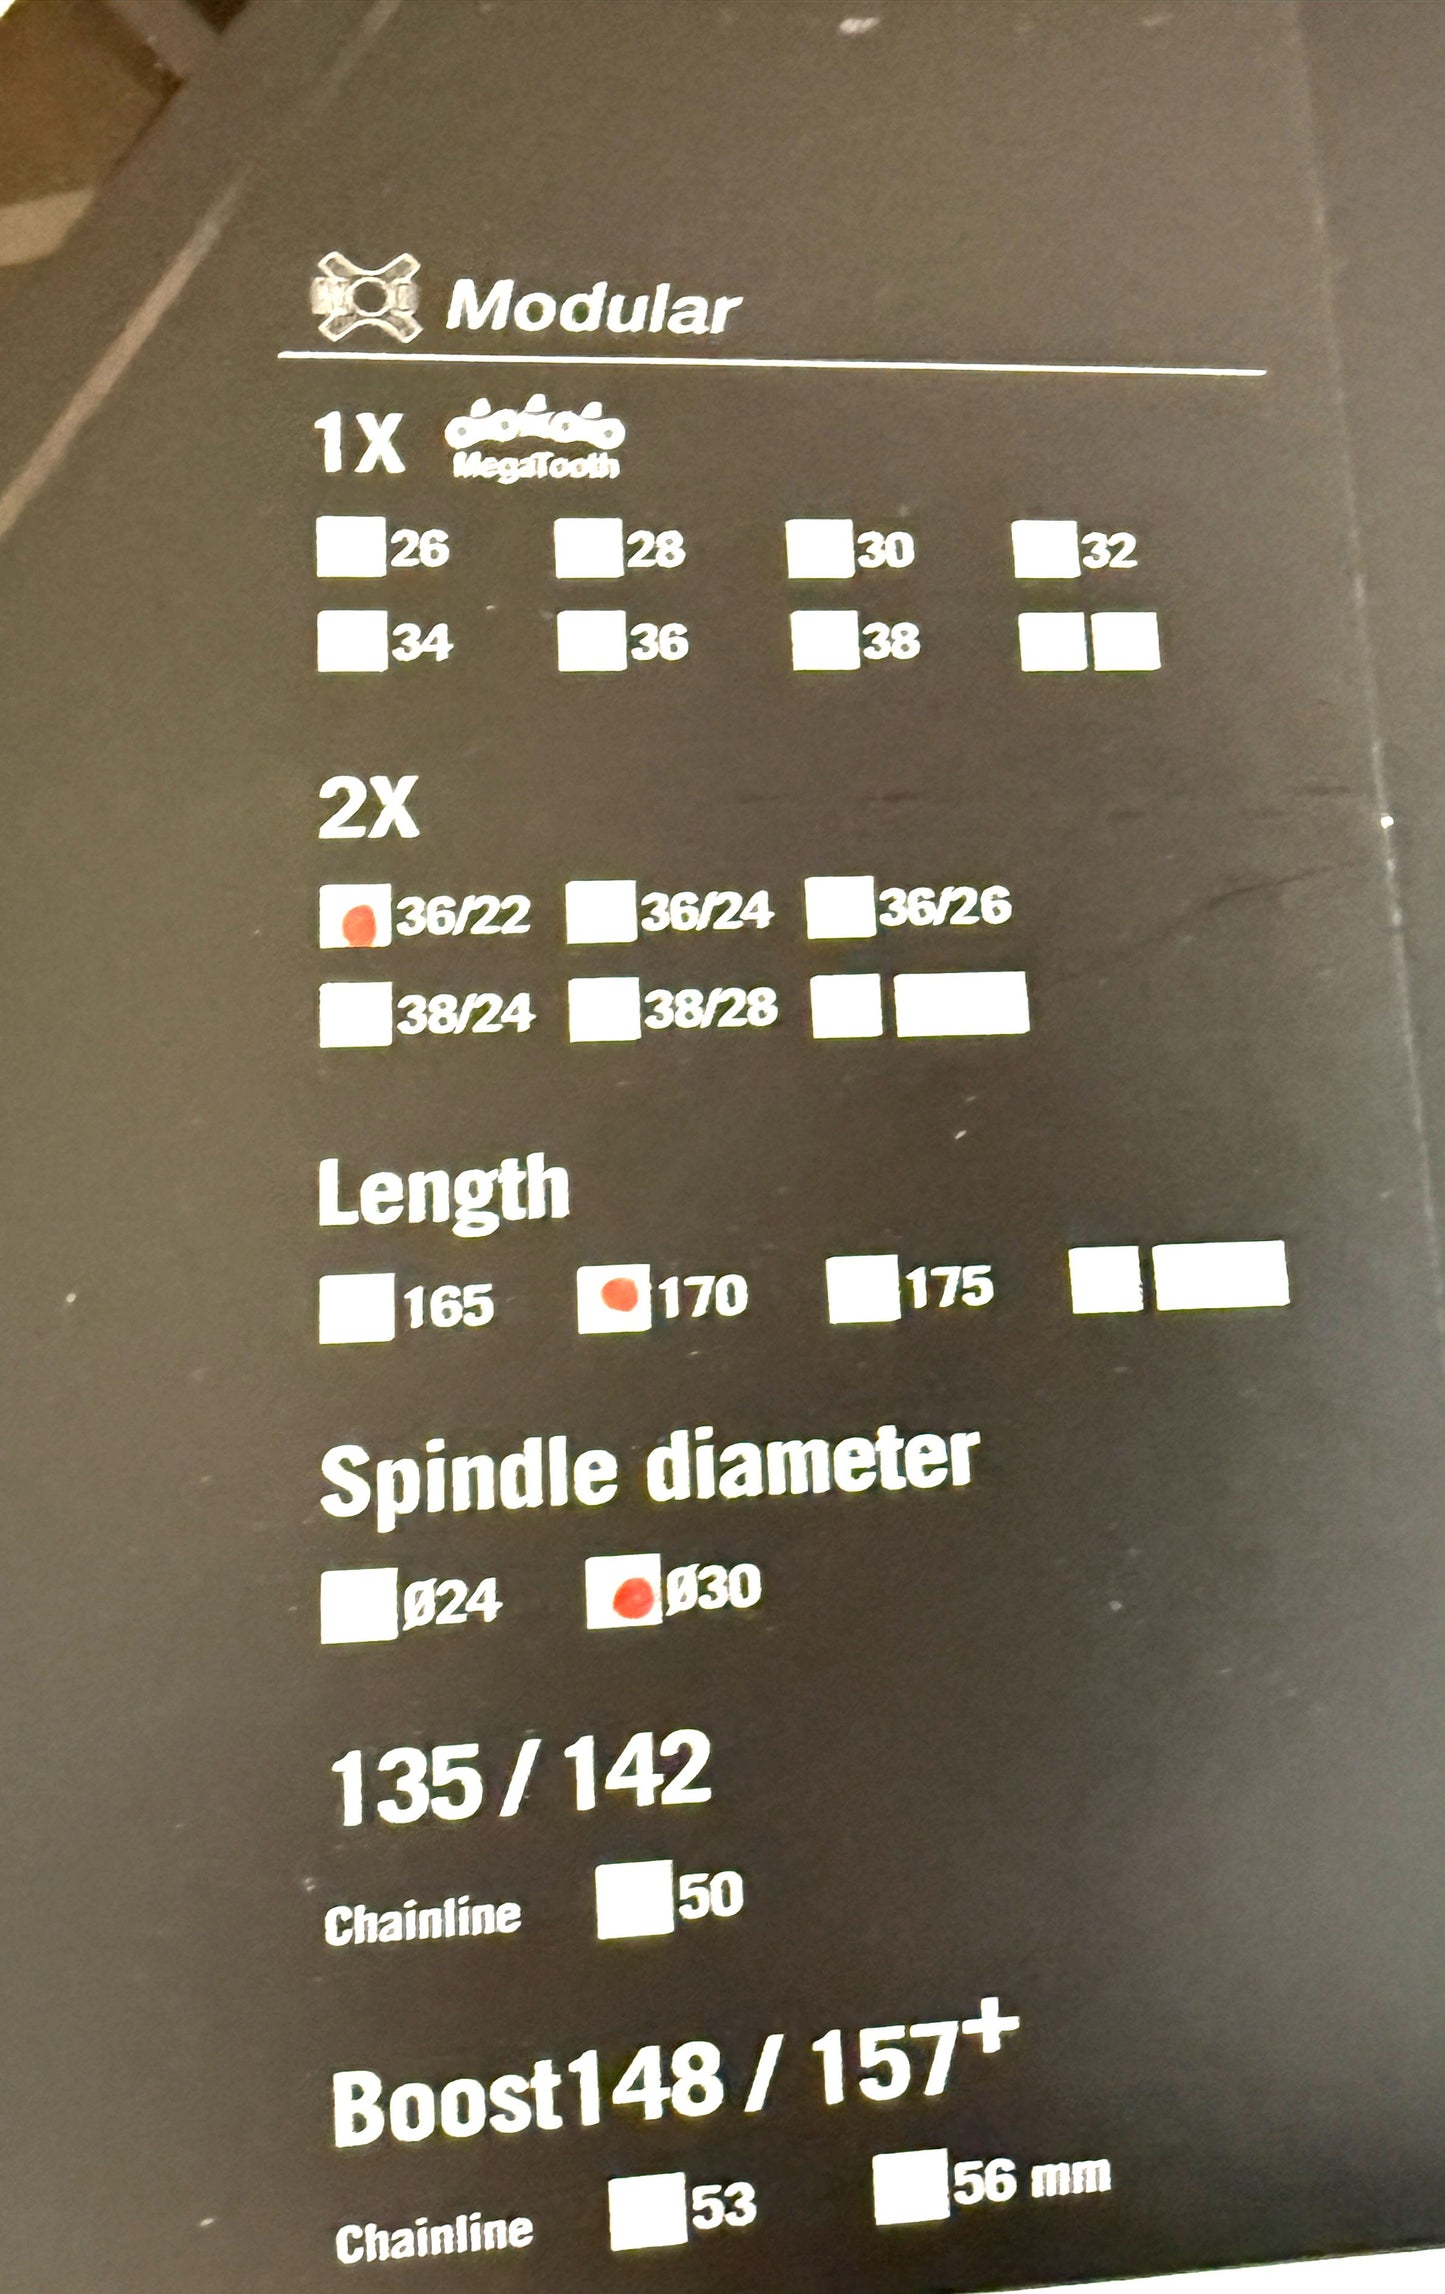 Modular
1X MegaTooth
26 28 30 32
34 36 38
2X
36/22 36/24 36/26
38/24 38/28
Length
165 170 175
Spindle diameter
Ø24 Ø30
135 / 142
Chainline 50
Boost148 / 157+
Chainline 53 56 mm